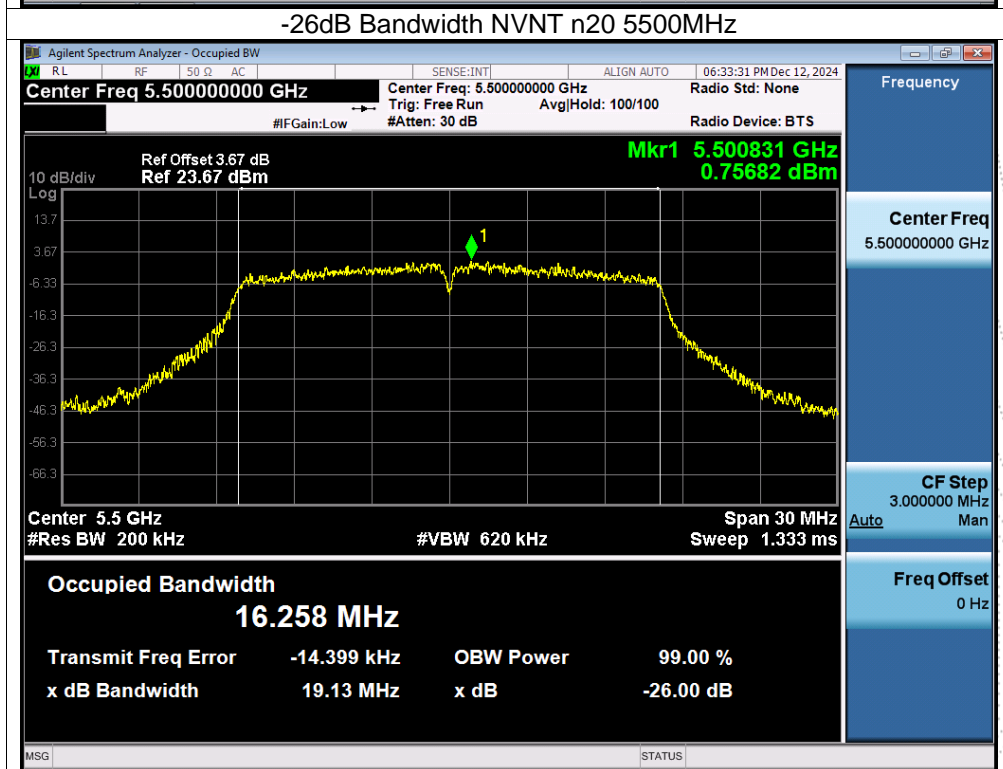 -26dB Bandwidth NVNT n20 5500MHz
Agilent Spectrum Analyzer - Occupied BW
LXI RL RF 50 Ω AC SENSE:INT ALIGN AUTO 06:33:31 PM Dec 12, 2024
Center Freq 5.500000000 GHz Center Freq: 5.500000000 GHz Radio Std: None
Trig: Free Run Avg|Hold: 100/100
#IFGain:Low #Atten: 30 dB Radio Device: BTS
Mkr1 5.500831 GHz
0.75682 dBm
Ref Offset 3.67 dB
10 dB/div Ref 23.67 dBm
Log
13.7
3.67
-6.33
-16.3
-26.3
-36.3
-46.3
-56.3
-66.3
1
Center 5.5 GHz Span 30 MHz
#Res BW 200 kHz #VBW 620 kHz Sweep 1.333 ms
Occupied Bandwidth
16.258 MHz
Transmit Freq Error -14.399 kHz OBW Power 99.00 %
x dB Bandwidth 19.13 MHz x dB -26.00 dB
Frequency
Center Freq
5.500000000 GHz
CF Step
3.000000 MHz
Auto Man
Freq Offset
0 Hz
MSG STATUS